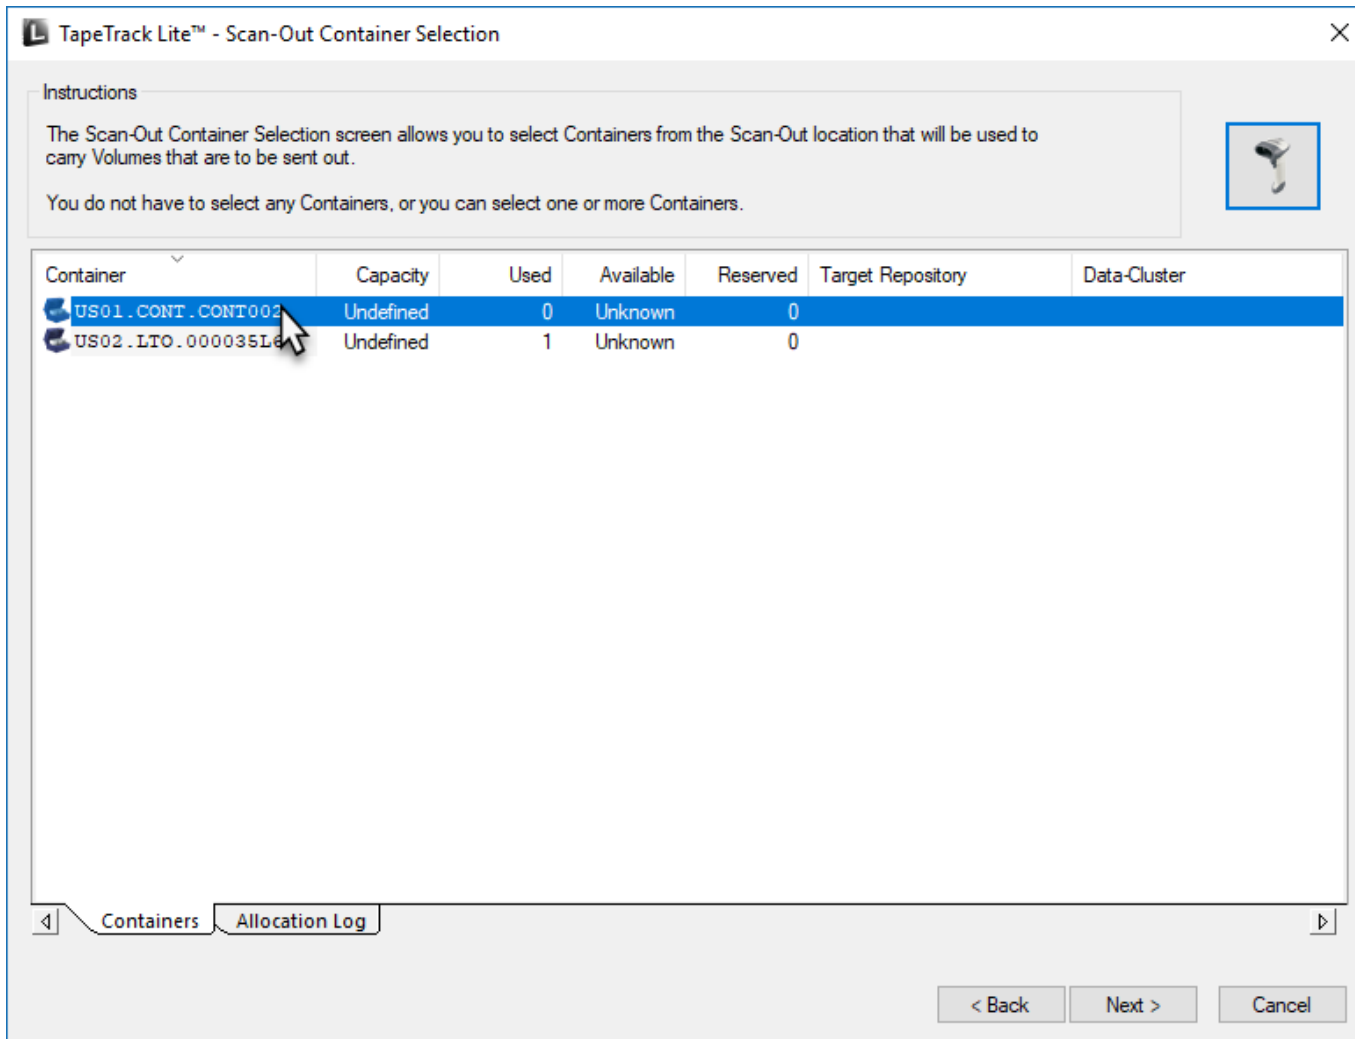 TapeTrack Lite™ - Scan-Out Container Selection
Instructions
The Scan-Out Container Selection screen allows you to select Containers from the Scan-Out location that will be used to
carry Volumes that are to be sent out.
You do not have to select any Containers, or you can select one or more Containers.
Container Capacity Used Available Reserved Target Repository Data-Cluster
US01.CONT.CONT002 Undefined 0 Unknown 0
Undefined 1 Unknown 0
Containers Allocation Log
< Back Next > Cancel